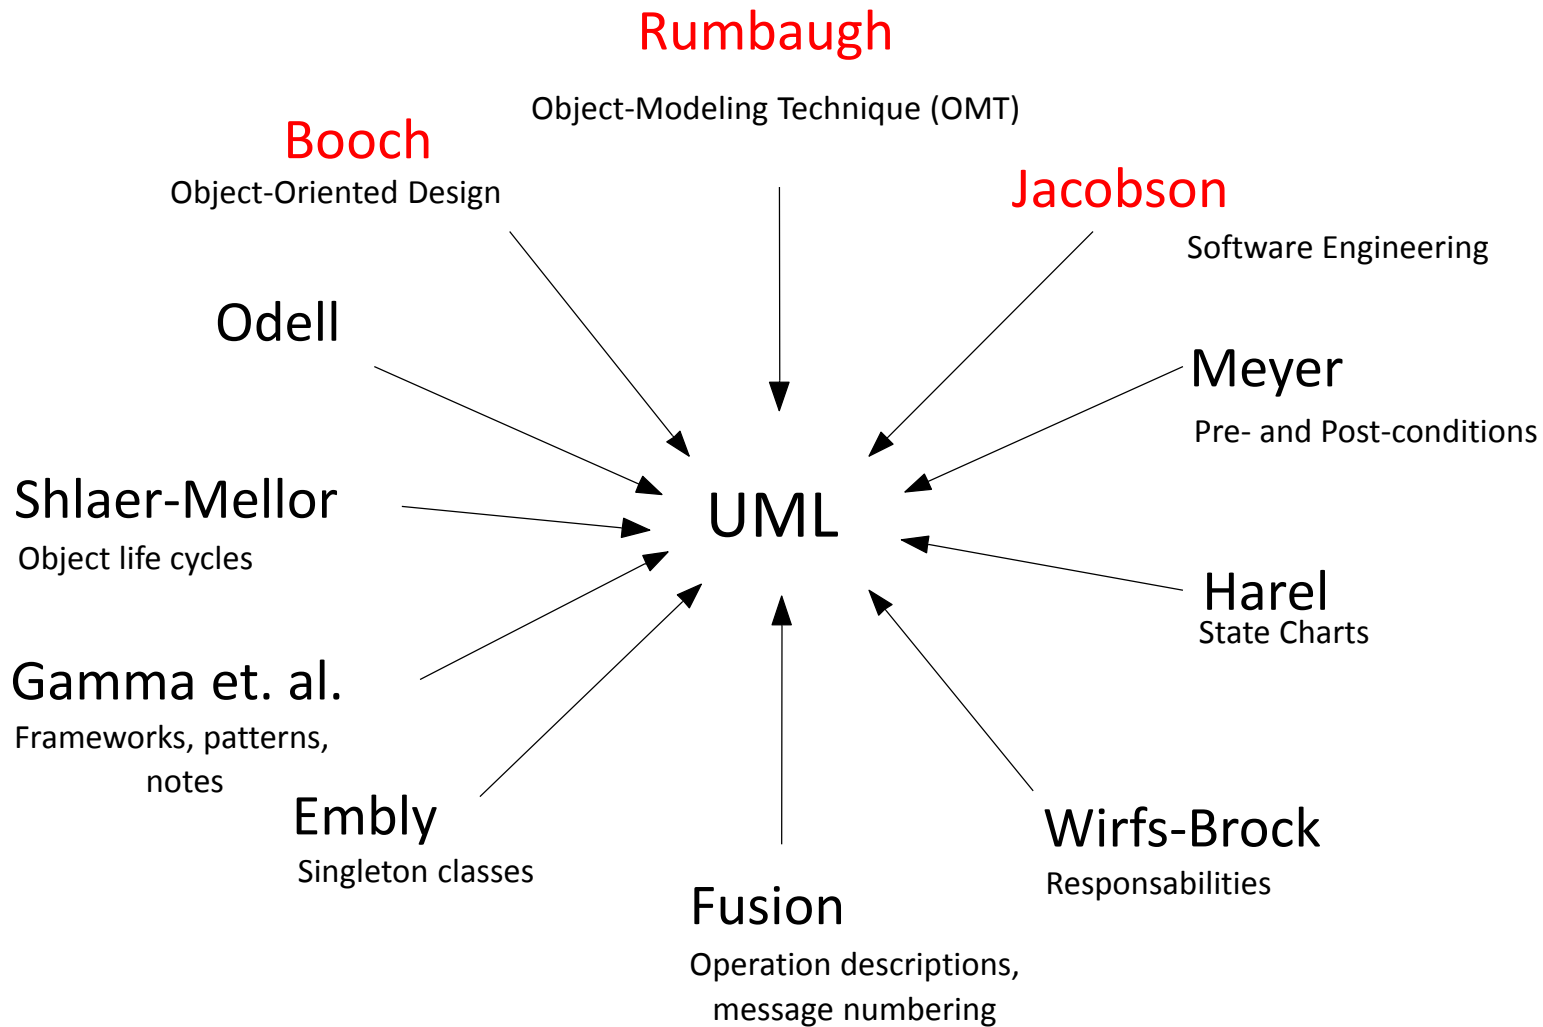 Rumbaugh
Object-Modeling Technique (OMT)
Booch
Object-Oriented Design
Jacobson
Software Engineering
Odell
Meyer
Pre- and Post-conditions
Shlaer-Mellor
Object life cycles
UML
Harel
State Charts
Gamma et. al.
Frameworks, patterns,
notes
Embly
Singleton classes
Wirfs-Brock
Responsabilities
Fusion
Operation descriptions,
message numbering